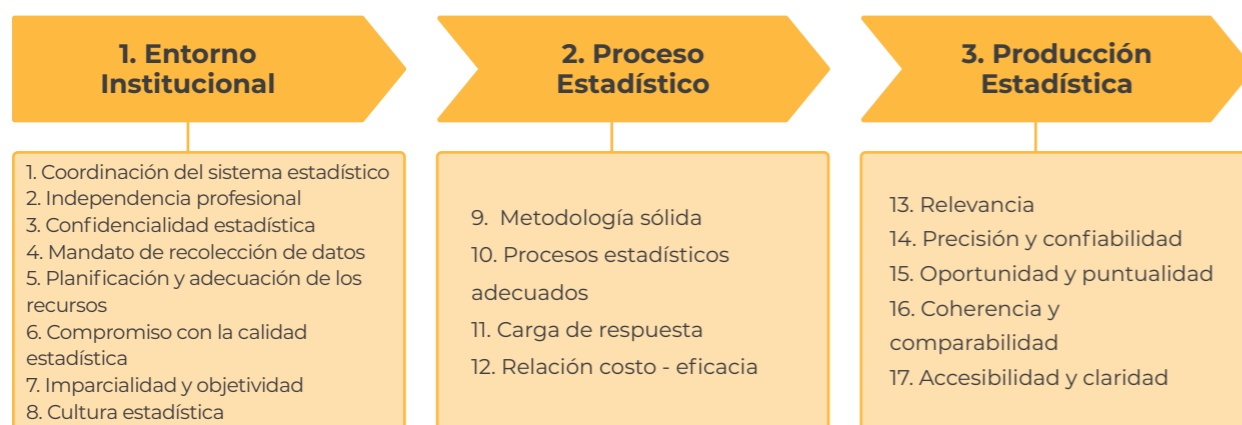 1. Entorno
Institucional
1. Coordinación del sistema estadístico
2. Independencia profesional
3. Confidencialidad estadística
4. Mandato de recolección de datos
5. Planificación y adecuación de los
recursos
6. Compromiso con la calidad
estadística
7. Imparcialidad y objetividad
8. Cultura estadística
2. Proceso
Estadístico
9. Metodología sólida
10. Procesos estadísticos
adecuados
11. Carga de respuesta
12. Relación costo - eficacia
3. Producción
Estadística
13. Relevancia
14. Precisión y confiabilidad
15. Oportunidad y puntualidad
16. Coherencia y
comparabilidad
17. Accesibilidad y claridad